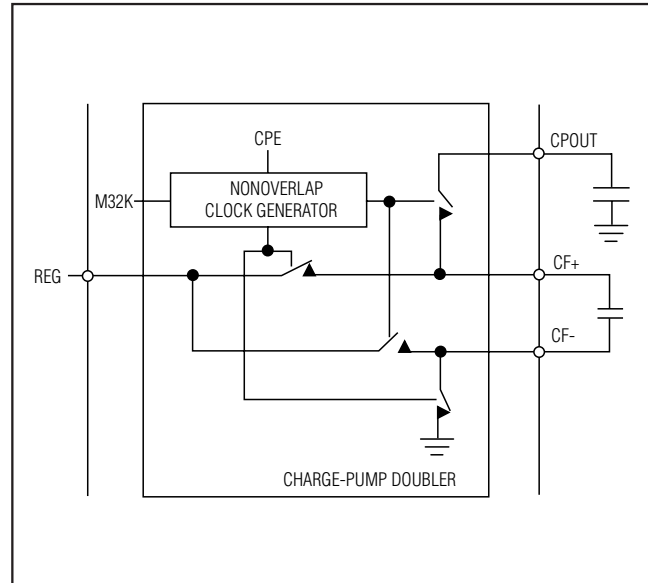 CPE
CPOUT
NONOVERLAP
CLOCK GENERATOR
M32K
REG
CF+
CF-
CHARGE-PUMP DOUBLER